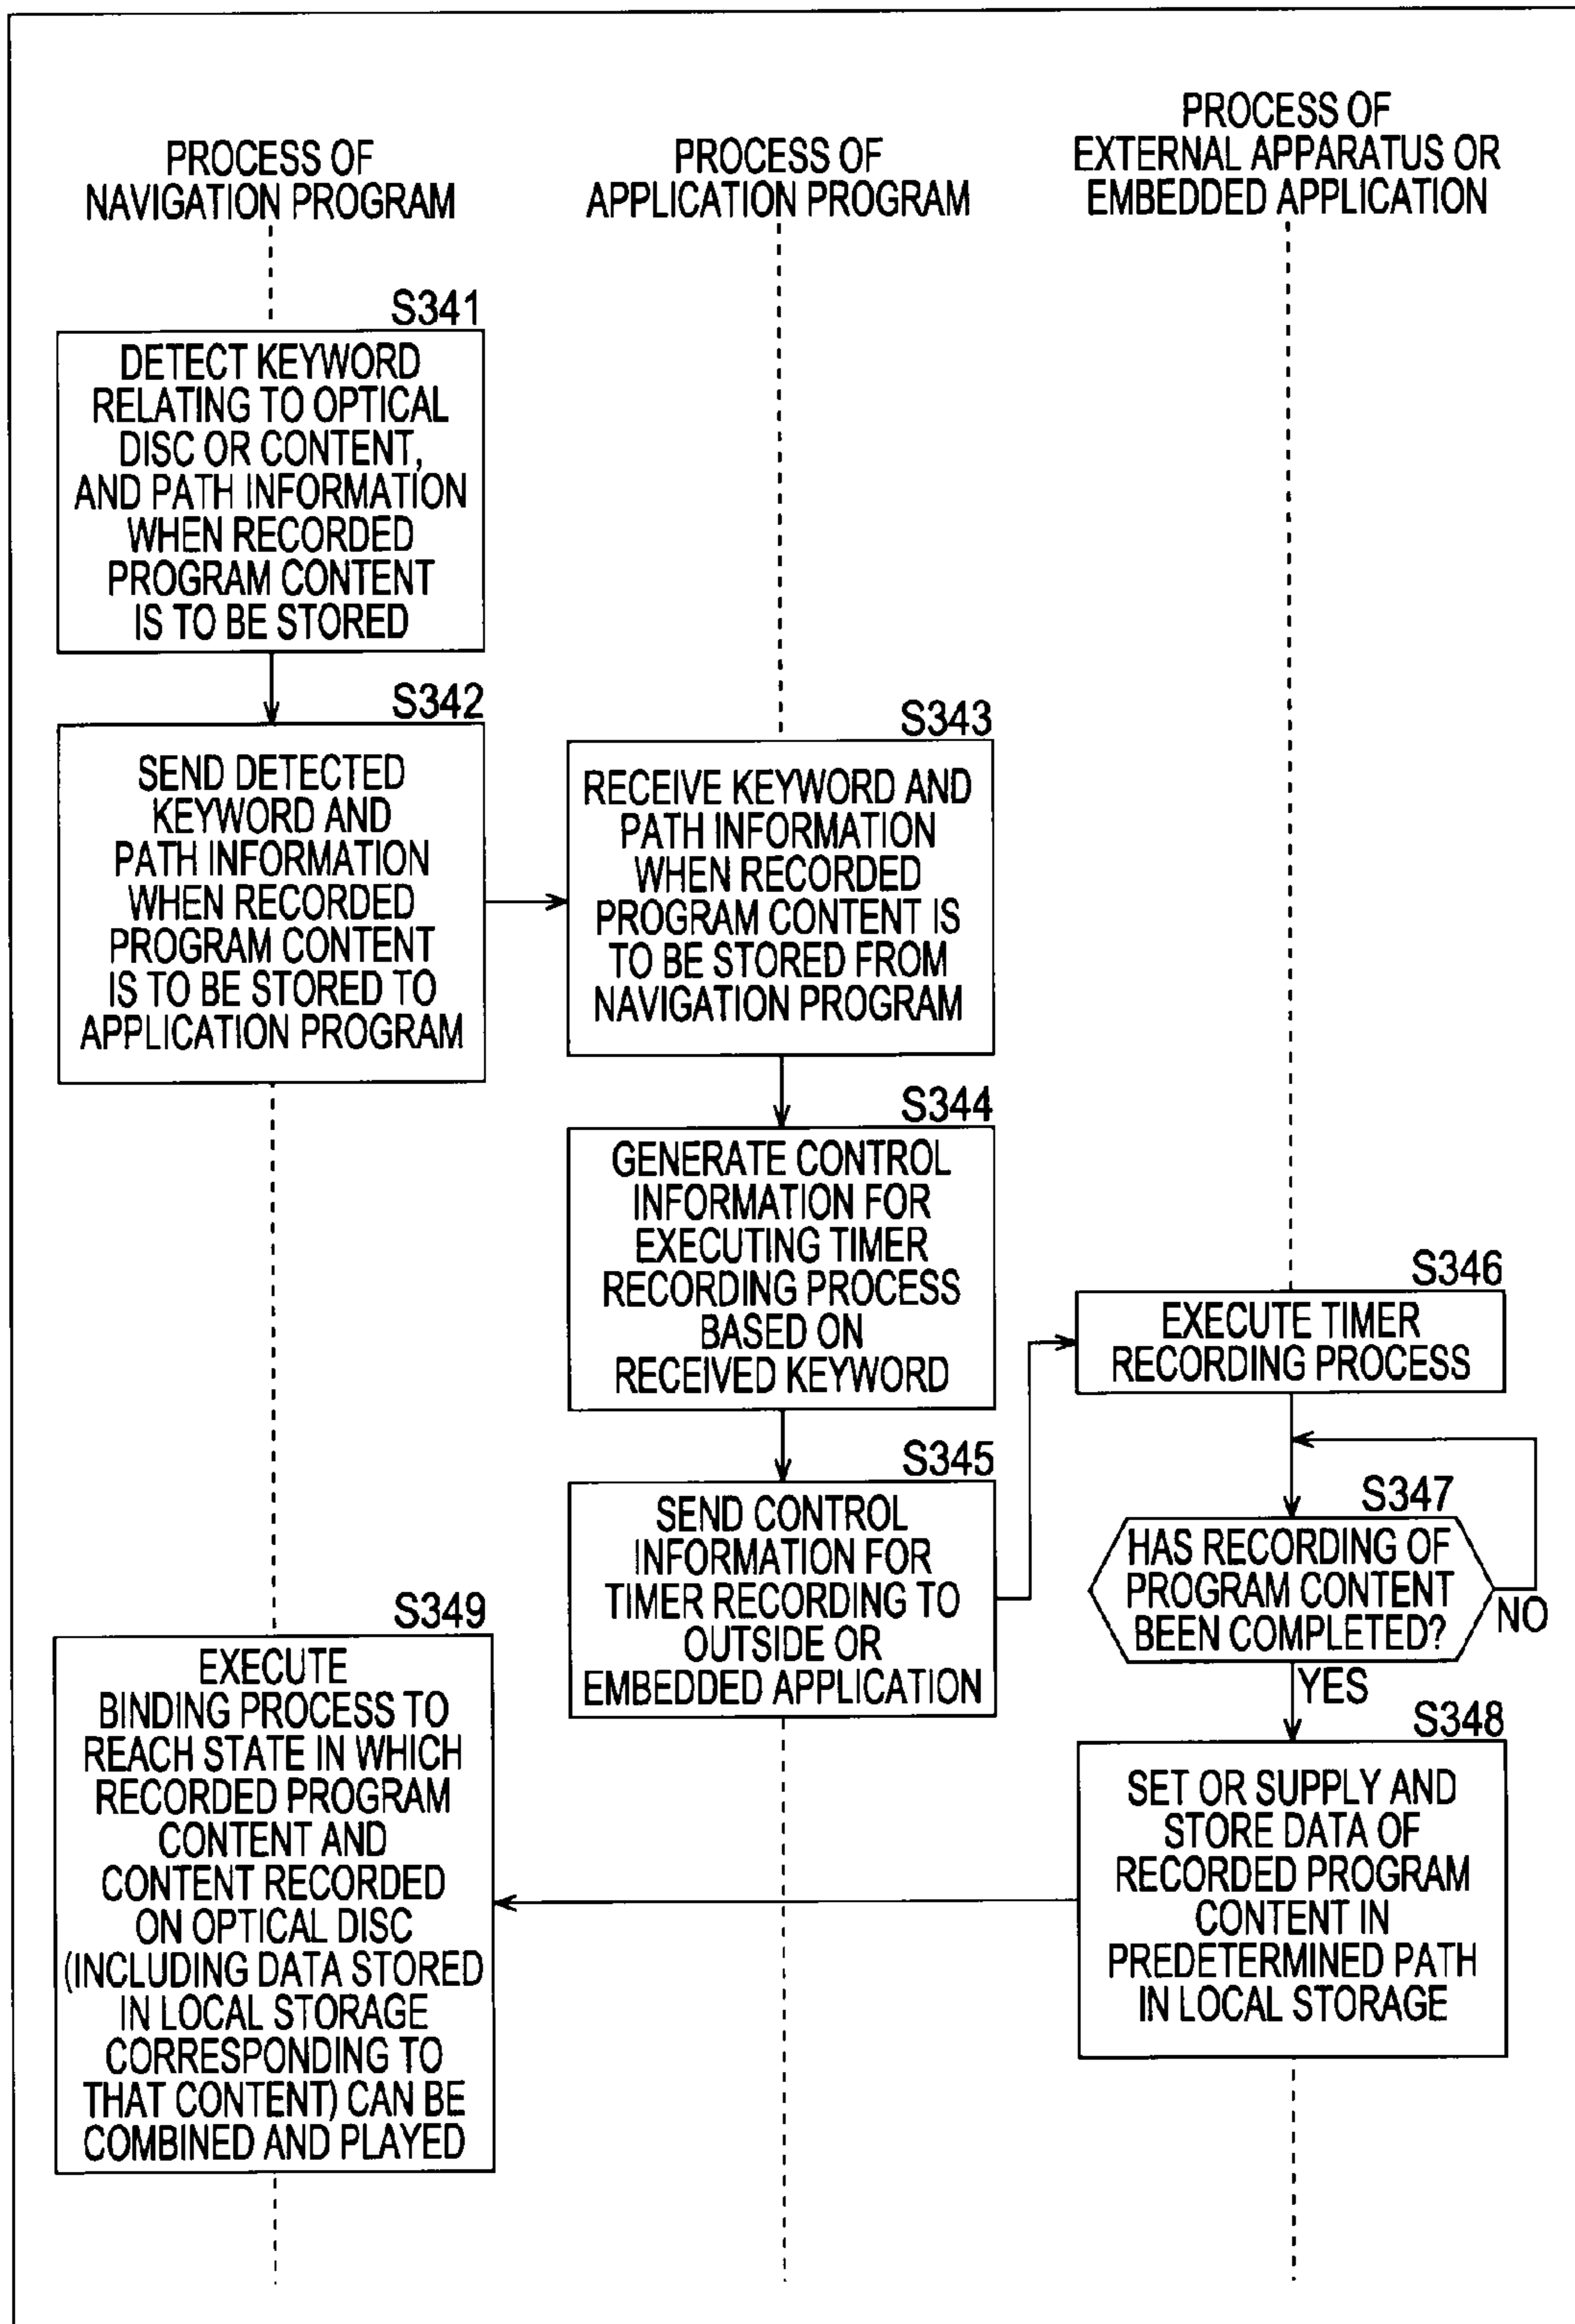 PROCESS OF
NAVIGATION PROGRAM
PROCESS OF
APPLICATION PROGRAM
PROCESS OF
EXTERNAL APPARATUS OR
EMBEDDED APPLICATION
S341
DETECT KEYWORD
RELATING TO OPTICAL
DISC OR CONTENT,
AND PATH INFORMATION
WHEN RECORDED
PROGRAM CONTENT
IS TO BE STORED
S342
SEND DETECTED
KEYWORD AND
PATH INFORMATION
WHEN RECORDED
PROGRAM CONTENT
IS TO BE STORED TO
APPLICATION PROGRAM
S343
RECEIVE KEYWORD AND
PATH INFORMATION
WHEN RECORDED
PROGRAM CONTENT IS
TO BE STORED FROM
NAVIGATION PROGRAM
S344
GENERATE CONTROL
INFORMATION FOR
EXECUTING TIMER
RECORDING PROCESS
BASED ON
RECEIVED KEYWORD
S345
SEND CONTROL
INFORMATION FOR
TIMER RECORDING TO
OUTSIDE OR
EMBEDDED APPLICATION
S346
EXECUTE TIMER
RECORDING PROCESS
S347
HAS RECORDING OF
PROGRAM CONTENT
BEEN COMPLETED?
NO
YES
S348
SET OR SUPPLY AND
STORE DATA OF
RECORDED PROGRAM
CONTENT IN
PREDETERMINED PATH
IN LOCAL STORAGE
S349
EXECUTE
BINDING PROCESS TO
REACH STATE IN WHICH
RECORDED PROGRAM
CONTENT AND
CONTENT RECORDED
ON OPTICAL DISC
(INCLUDING DATA STORED
IN LOCAL STORAGE
CORRESPONDING TO
THAT CONTENT) CAN BE
COMBINED AND PLAYED